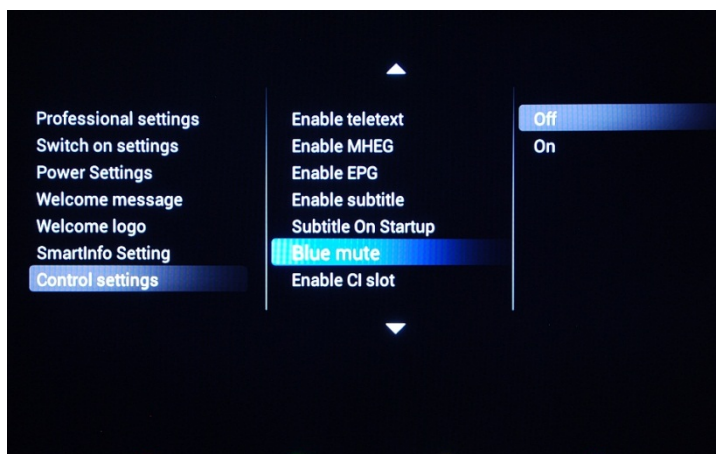 Professional settings
Switch on settings
Power Settings
Welcome message
Welcome logo
SmartInfo Setting
Control settings
Enable teletext
Enable MHEG
Enable EPG
Enable subtitle
Subtitle On Startup
Blue mute
Enable CI slot
Off
On